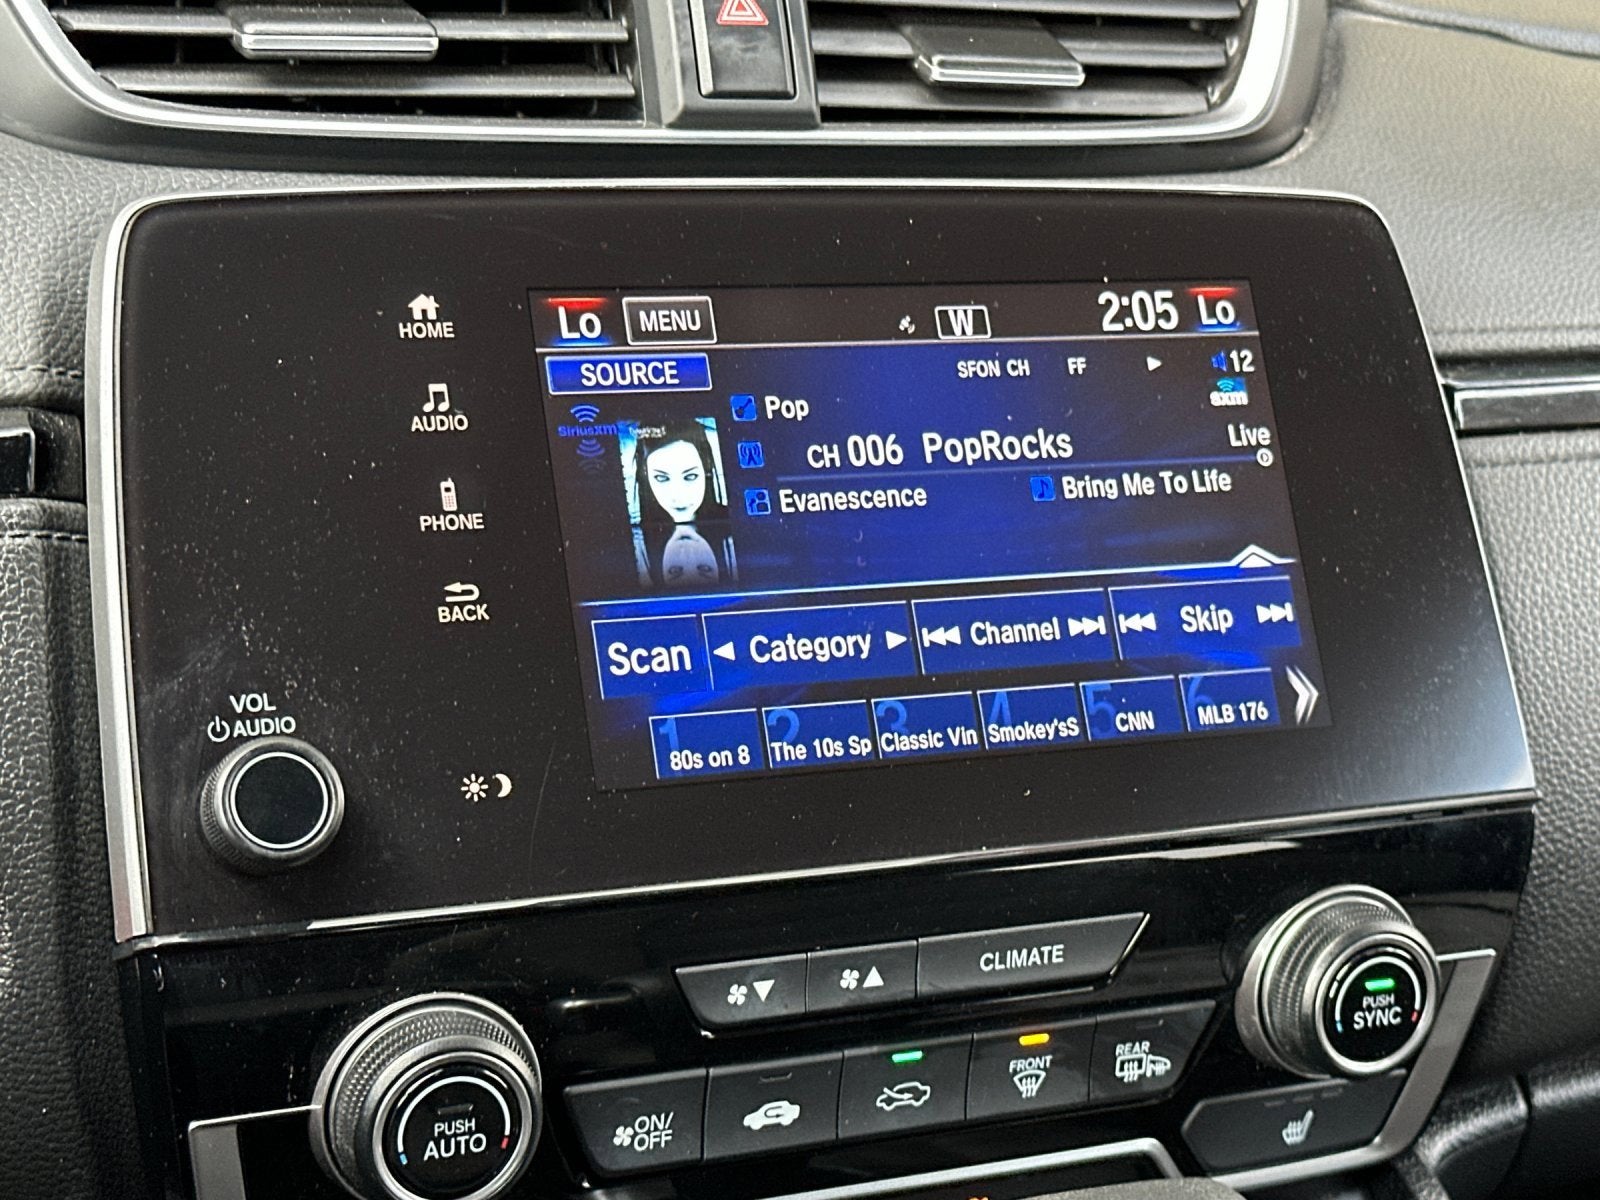 HOME
AUDIO
PHONE
BACK
VOL
AUDIO
Lo MENU W 2:05 Lo
SOURCE SFON CH FF 12
sxm
SiriusXM
Pop
CH 006 PopRocks Live
Evanescence Bring Me To Life
Scan Category Channel Skip
1 2 3 4 5 6
80s on 8 The 10s Sp Classic Vin Smokey'sS CNN MLB 176
CLIMATE
PUSH
SYNC
PUSH
AUTO
ON/
OFF
FRONT
REAR